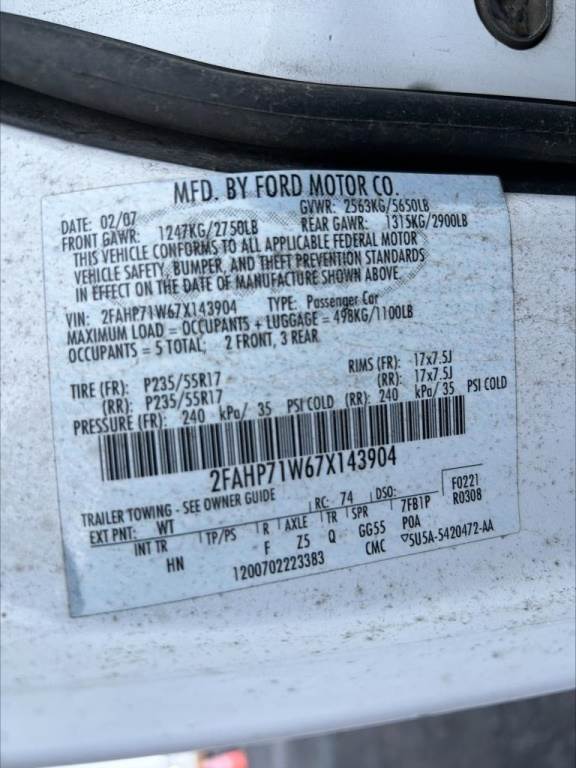 MFD. BY FORD MOTOR CO.
DATE: 02/07 GVWR: 2563KG/5650LB
FRONT GAWR: 1247KG/2750LB REAR GAWR: 1315KG/2900LB
THIS VEHICLE CONFORMS TO ALL APPLICABLE FEDERAL MOTOR
VEHICLE SAFETY, BUMPER, AND THEFT PREVENTION STANDARDS
IN EFFECT ON THE DATE OF MANUFACTURE SHOWN ABOVE.
VIN: 2FAHP71W67X143904 TYPE: Passenger Car
MAXIMUM LOAD = OCCUPANTS + LUGGAGE = 498KG/1100LB
OCCUPANTS = 5 TOTAL; 2 FRONT, 3 REAR
TIRE (FR): P235/55R17 RIMS (FR): 17x7.5J
(RR): P235/55R17 (RR): 17x7.5J
PRESSURE (FR): 240 kPa/ 35 PSI COLD (RR): 240 kPa/ 35 PSI COLD
2FAHP71W67X143904
TRAILER TOWING - SEE OWNER GUIDE F0221
EXT PNT: WT RC: 74 DSO: R0308
INT TR TP/PS R AXLE TR SPR 7FB1P
HN F Z5 Q GG55 POA
1200702223383 CMC ▽5U5A-5420472-AA